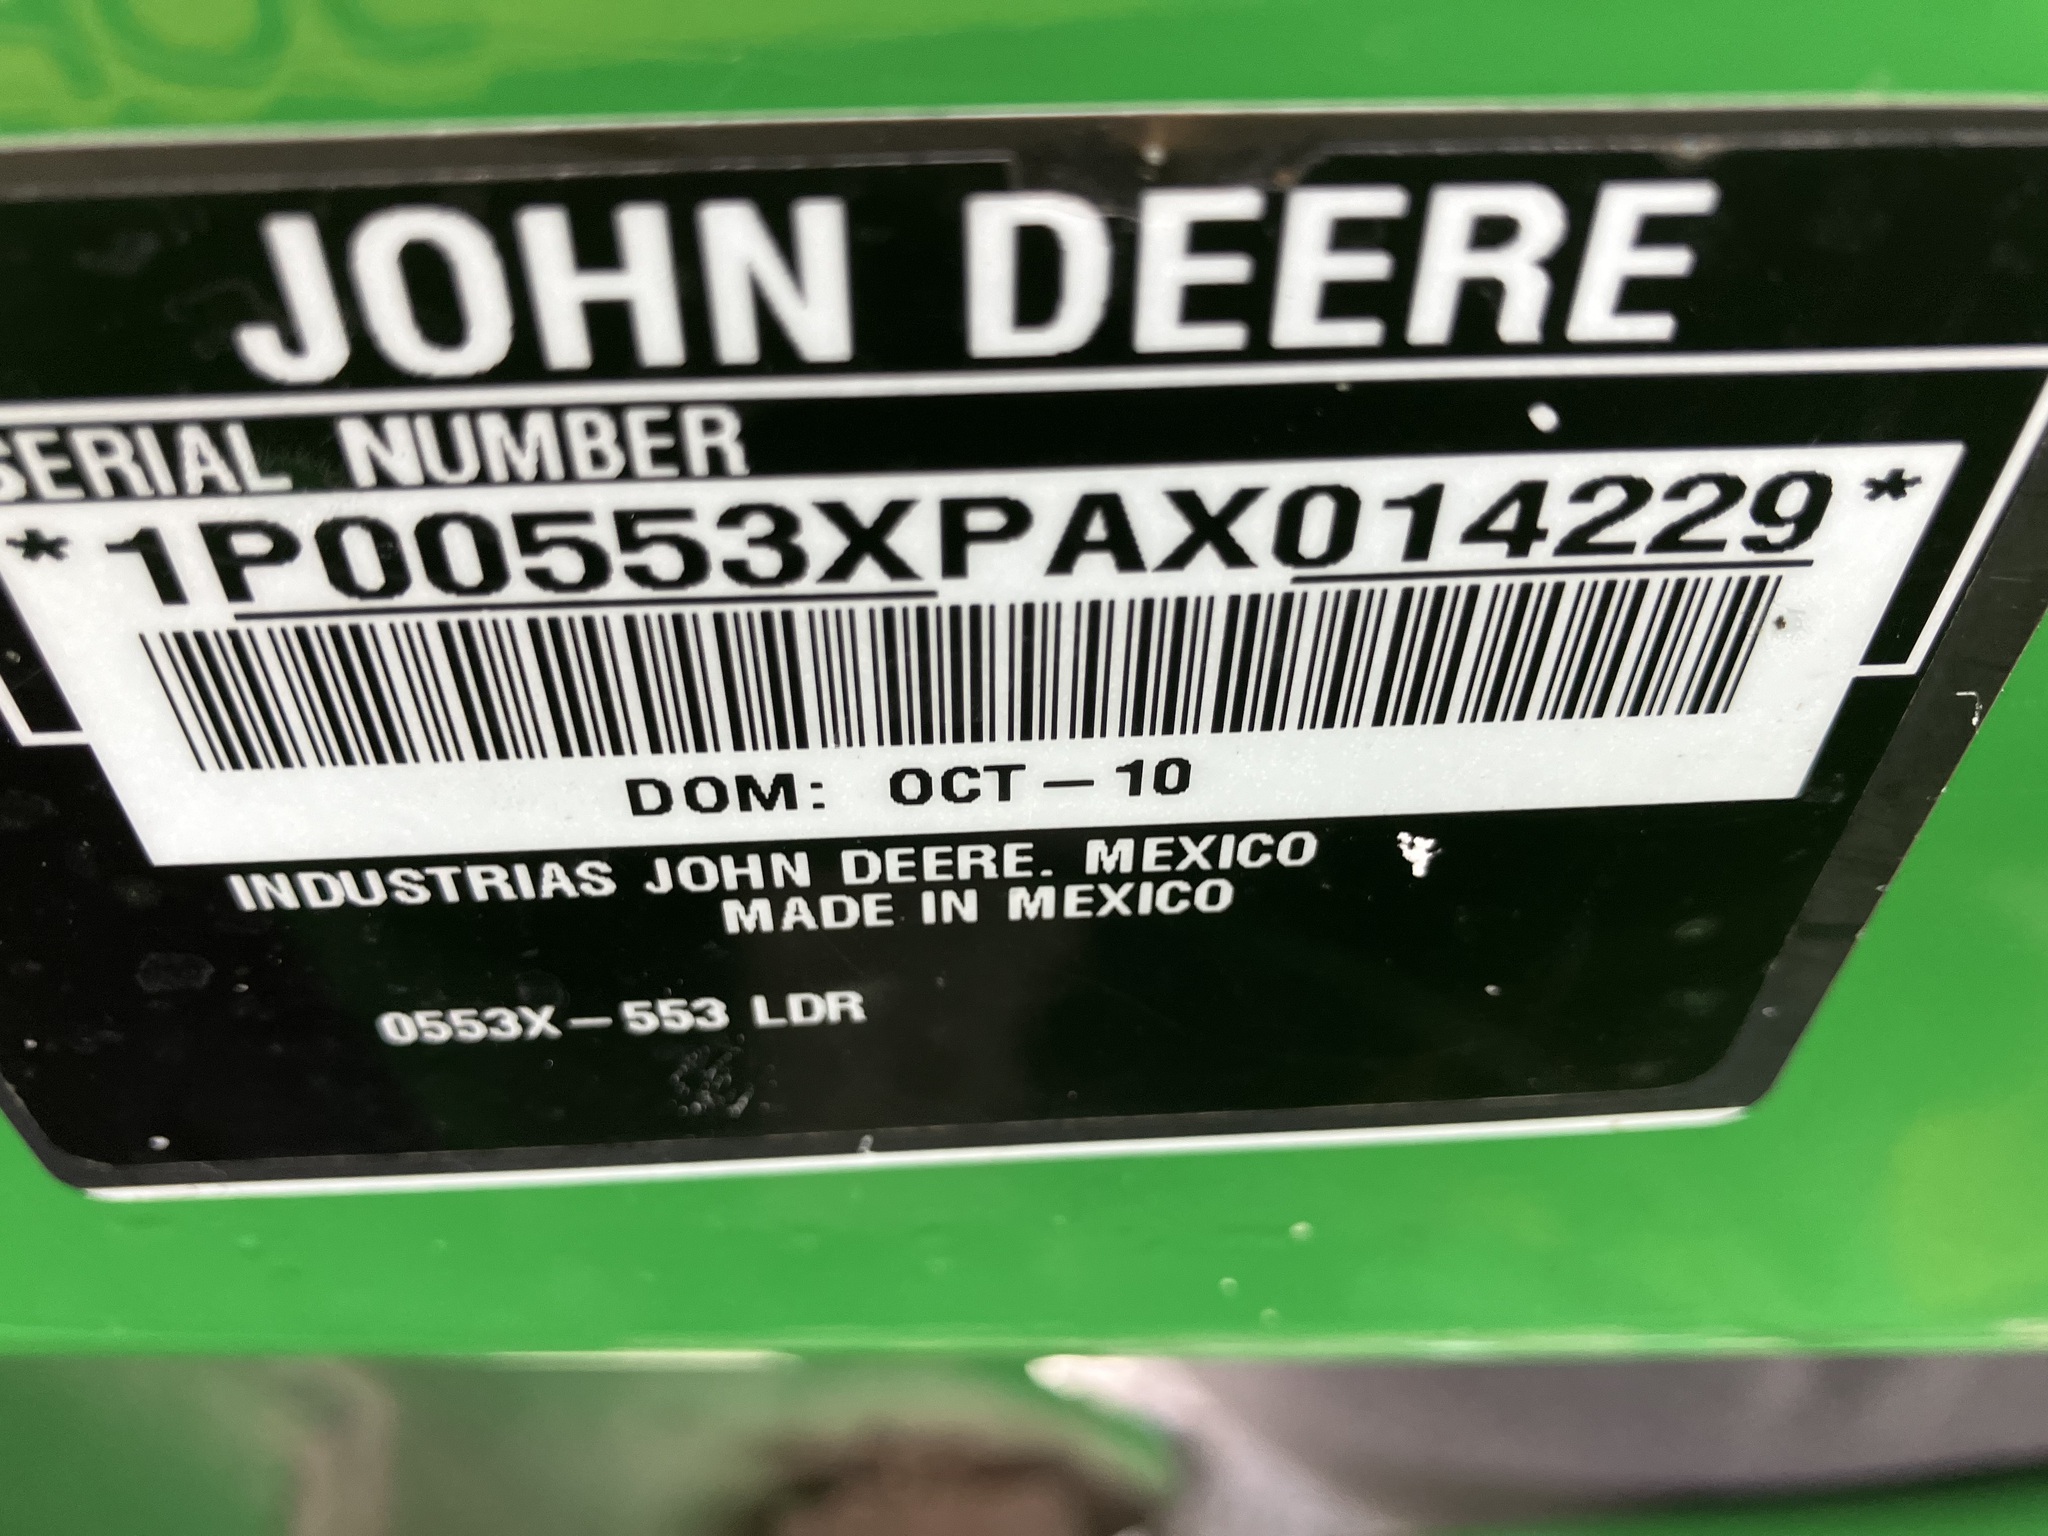 JOHN DEERE
SERIAL NUMBER
*1P00553XPAX014229*
DOM: OCT-10
INDUSTRIAS JOHN DEERE. MEXICO
MADE IN MEXICO
0553X-553 LDR